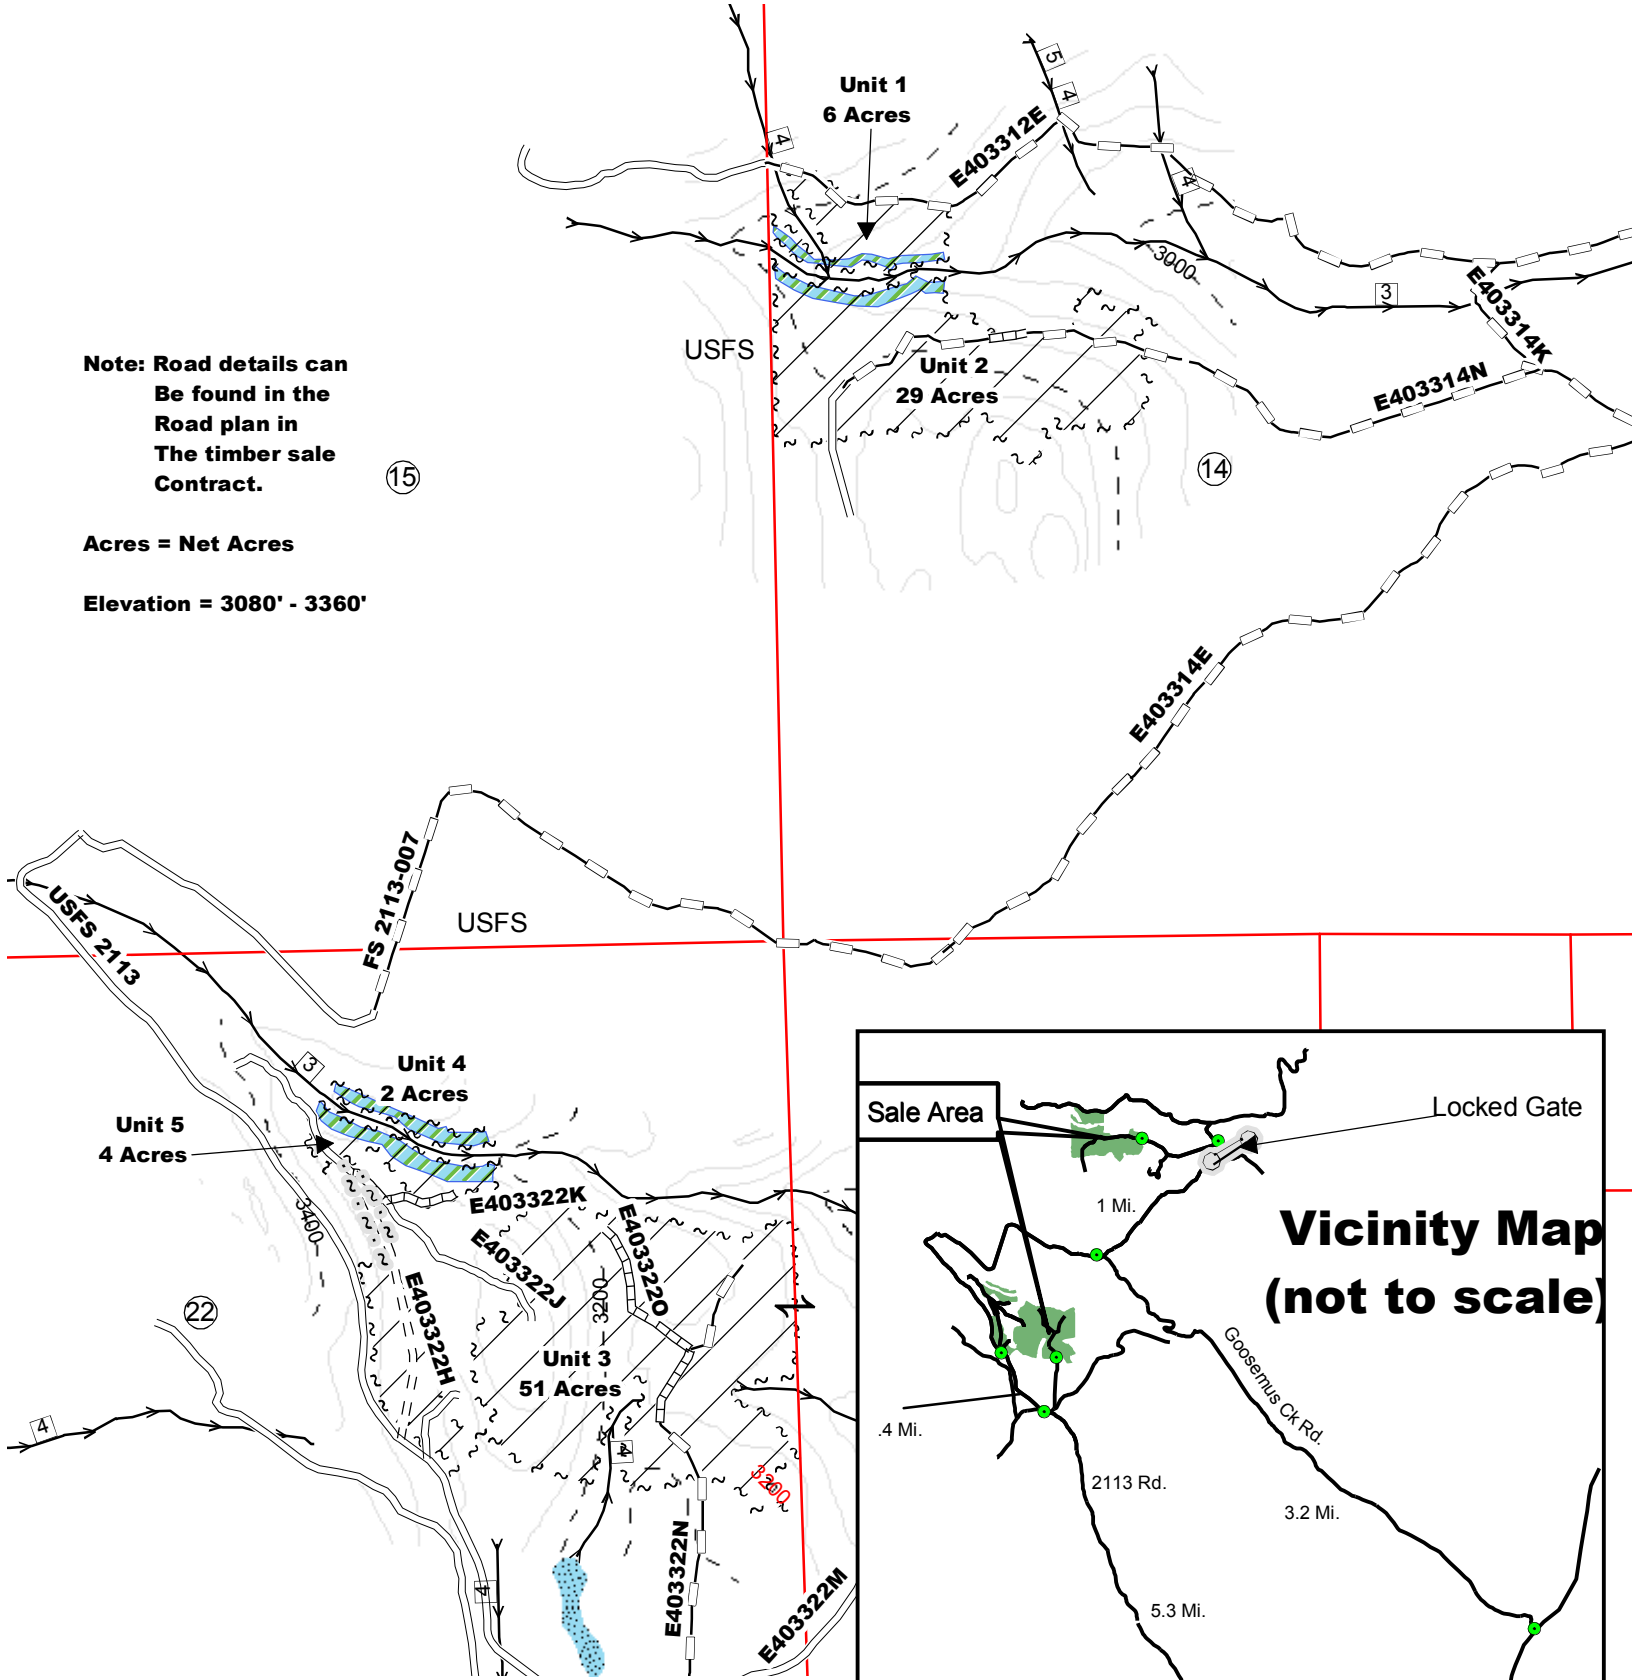 5
4
Unit 1
6 Acres
4
E403312E
4
3000
3
E403314K
USFS
Unit 2
29 Acres
E403314N
Note: Road details can
Be found in the
Road plan in
The timber sale
Contract.
15
14
Acres = Net Acres
Elevation = 3080' - 3360'
E403314E
FS 2113-007
USFS
USFS 2113
3
Unit 4
2 Acres
Unit 5
4 Acres
E403322K
3400
E403322J
E403322O
3200
E403322H
22
Unit 3
51 Acres
4
4
3200
4
E403322N
E403322M
Sale Area
Locked Gate
1 Mi.
Vicinity Map
(not to scale)
Goosemus Ck Rd.
.4 Mi.
2113 Rd.
3.2 Mi.
5.3 Mi.